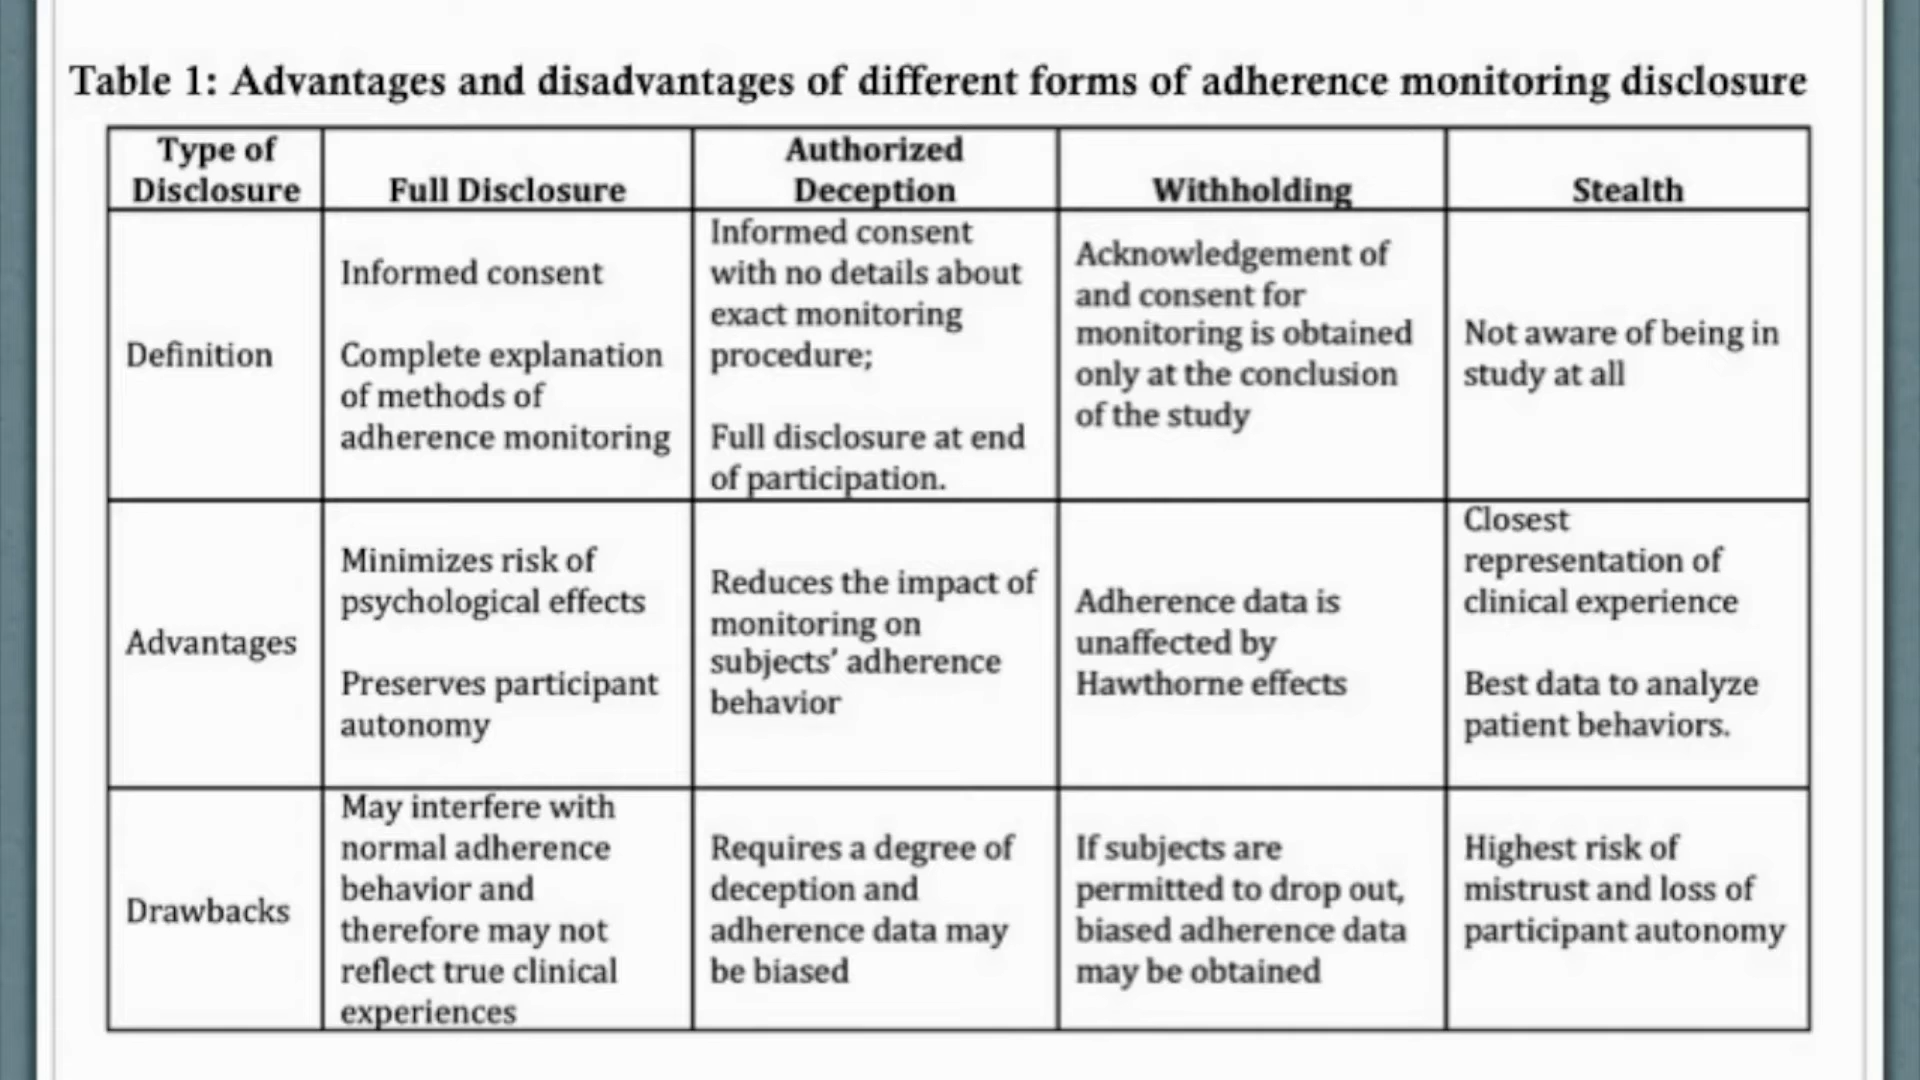 Table 1: Advantages and disadvantages of different forms of adherence monitoring disclosure
Type of
Disclosure
Full Disclosure
Authorized
Deception
Withholding
Stealth
Definition
Informed consent
Complete explanation
of methods of
adherence monitoring
Informed consent
with no details about
exact monitoring
procedure;
Full disclosure at end
of participation.
Acknowledgement of
and consent for
monitoring is obtained
only at the conclusion
of the study
Not aware of being in
study at all
Advantages
Minimizes risk of
psychological effects
Preserves participant
autonomy
Reduces the impact of
monitoring on
subjects’ adherence
behavior
Adherence data is
unaffected by
Hawthorne effects
Closest
representation of
clinical experience
Best data to analyze
patient behaviors.
Drawbacks
May interfere with
normal adherence
behavior and
therefore may not
reflect true clinical
experiences
Requires a degree of
deception and
adherence data may
be biased
If subjects are
permitted to drop out,
biased adherence data
may be obtained
Highest risk of
mistrust and loss of
participant autonomy